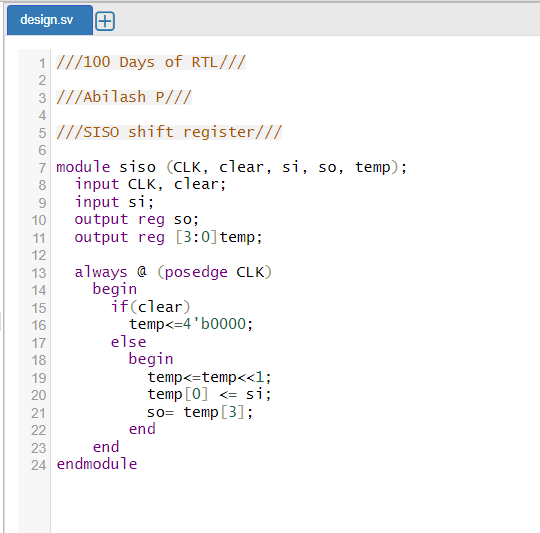 design.sv
1 ///100 Days of RTL///
2
3 ///Abilash P///
4
5 ///SISO shift register///
6
7 module siso (CLK, clear, si, so, temp);
8   input CLK, clear;
9   input si;
10   output reg so;
11   output reg [3:0]temp;
12
13   always @ (posedge CLK)
14     begin
15       if(clear)
16         temp<=4'b0000;
17       else
18         begin
19           temp<=temp<<1;
20           temp[0] <= si;
21           so= temp[3];
22         end
23     end
24 endmodule